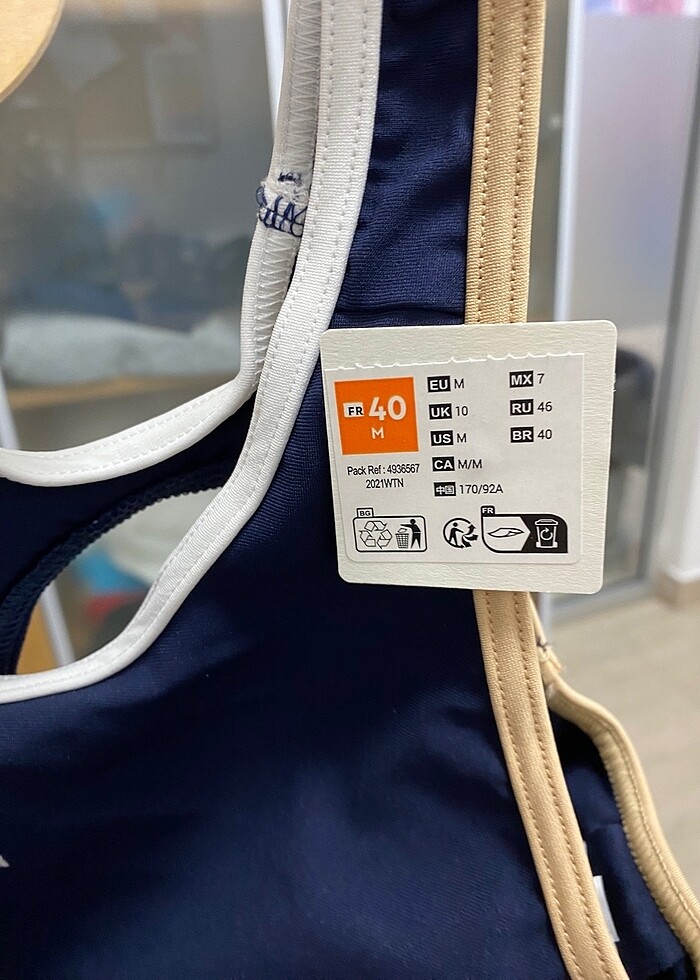 FR 40
M
Pack Ref : 4936567
2021WTN
EU M
UK 10
US M
CA M/M
中国 170/92A
MX 7
RU 46
BR 40
BG
FR